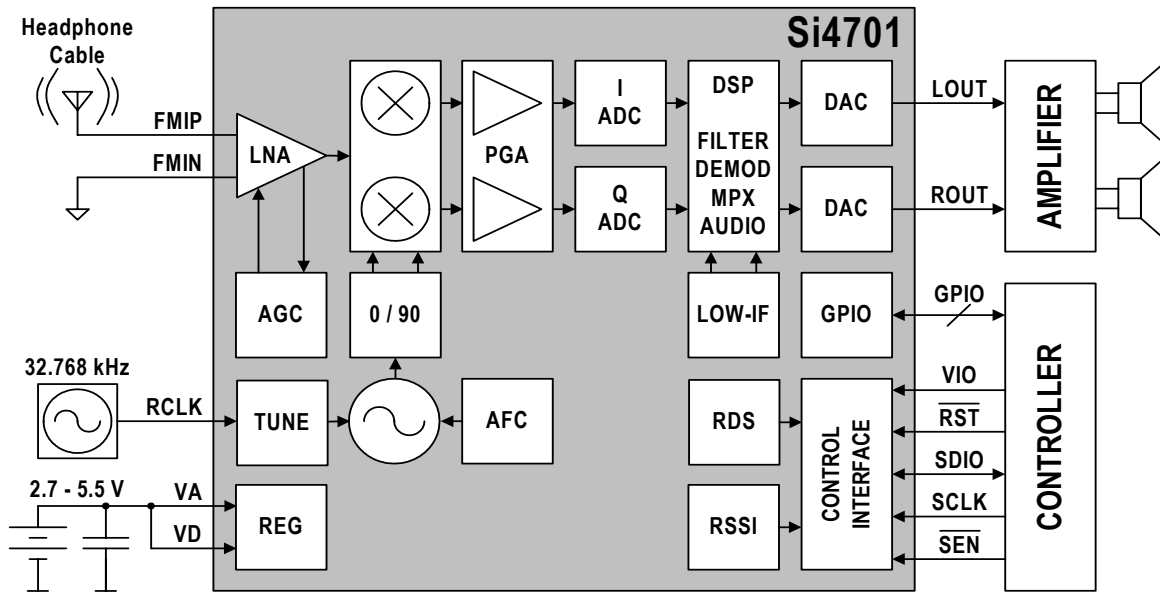 Headphone
Cable
Si4701
FMIP
FMIN
LNA
PGA
I
ADC
Q
ADC
DSP
FILTER
DEMOD
MPX
AUDIO
DAC
DAC
LOUT
ROUT
AMPLIFIER
AGC
0 / 90
LOW-IF
GPIO
GPIO
32.768 kHz
RCLK
TUNE
AFC
RDS
RSSI
CONTROL
INTERFACE
VIO
RST
SDIO
SCLK
SEN
CONTROLLER
2.7 - 5.5 V
VA
VD
REG